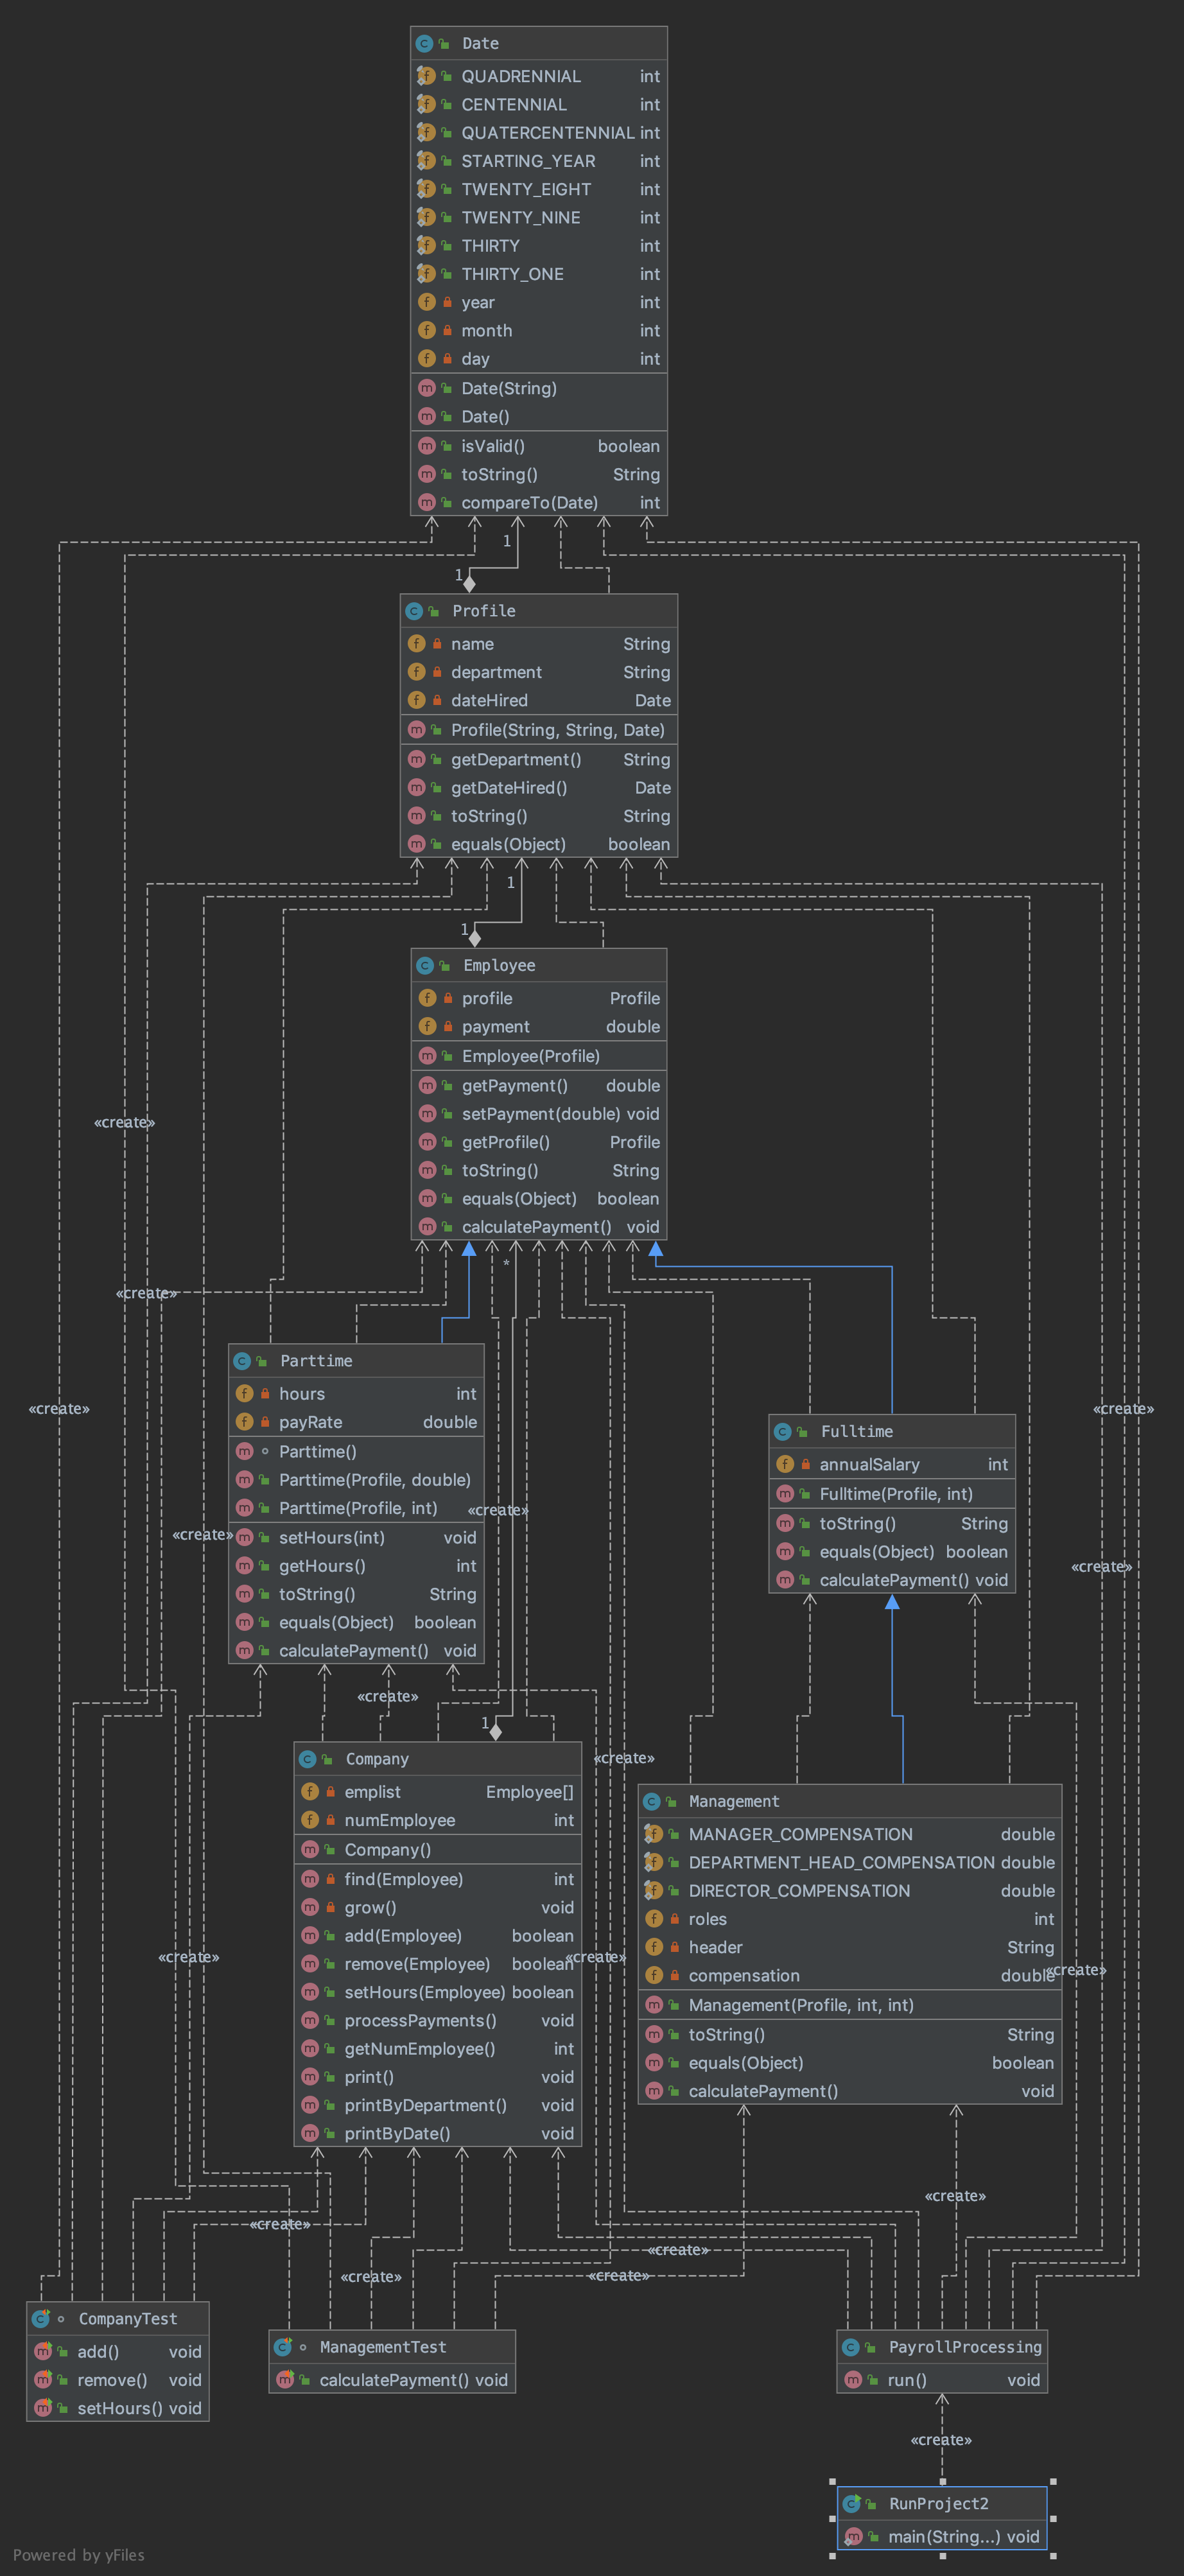 Date
QUADRENNIAL int
CENTENNIAL int
QUATERCENTENNIAL int
STARTING_YEAR int
TWENTY_EIGHT int
TWENTY_NINE int
THIRTY int
THIRTY_ONE int
year int
month int
day int
Date(String)
Date()
isValid() boolean
toString() String
compareTo(Date) int
1
1
Profile
name String
department String
dateHired Date
Profile(String, String, Date)
getDepartment() String
getDateHired() Date
toString() String
equals(Object) boolean
1
1
Employee
profile Profile
payment double
Employee(Profile)
getPayment() double
setPayment(double) void
getProfile() Profile
toString() String
equals(Object) boolean
calculatePayment() void
«create»
*
«create»
Parttime
hours int
payRate double
Parttime()
Parttime(Profile, double)
Parttime(Profile, int)
setHours(int) void
getHours() int
toString() String
equals(Object) boolean
calculatePayment() void
«create»
«create»
«create»
«create»
Fulltime
annualSalary int
Fulltime(Profile, int)
toString() String
equals(Object) boolean
calculatePayment() void
«create»
«create»
1
«create»
Company
emplist Employee[]
numEmployee int
Company()
find(Employee) int
grow() void
add(Employee) boolean
remove(Employee) boolean
setHours(Employee) boolean
processPayments() void
getNumEmployee() int
print() void
printByDepartment() void
printByDate() void
«create»
«create»
Management
MANAGER_COMPENSATION double
DEPARTMENT_HEAD_COMPENSATION double
DIRECTOR_COMPENSATION double
roles int
header String
compensation double
Management(Profile, int, int)
toString() String
equals(Object) boolean
calculatePayment() void
«create»
«create»
«create»
«create»
«create»
«create»
CompanyTest
add() void
remove() void
setHours() void
ManagementTest
calculatePayment() void
PayrollProcessing
run() void
«create»
RunProject2
main(String...) void
Powered by yFiles